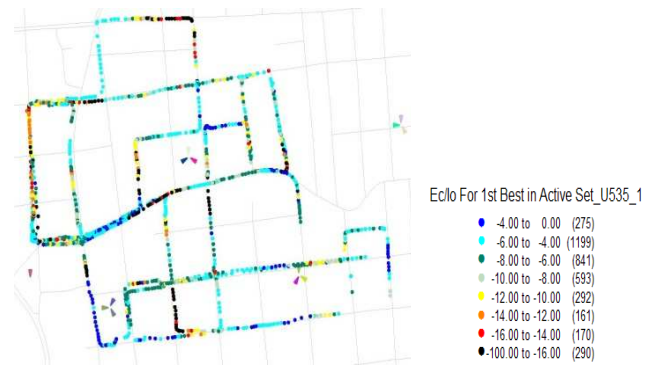 Ec/Io For 1st Best in Active Set_U535_1
-4.00 to 0.00 (275)
-6.00 to -4.00 (1199)
-8.00 to -6.00 (841)
-10.00 to -8.00 (593)
-12.00 to -10.00 (292)
-14.00 to -12.00 (161)
-16.00 to -14.00 (170)
-100.00 to -16.00 (290)